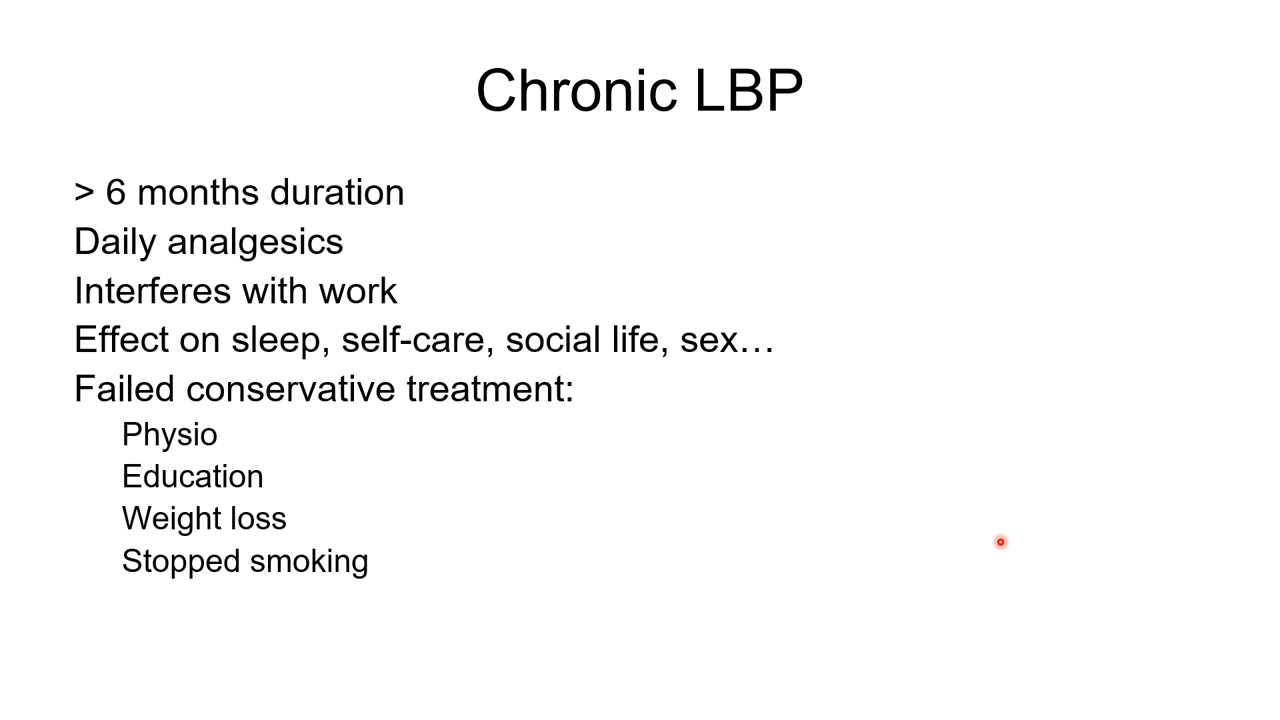 Chronic LBP
> 6 months duration
Daily analgesics
Interferes with work
Effect on sleep, self-care, social life, sex…
Failed conservative treatment:
Physio
Education
Weight loss
Stopped smoking